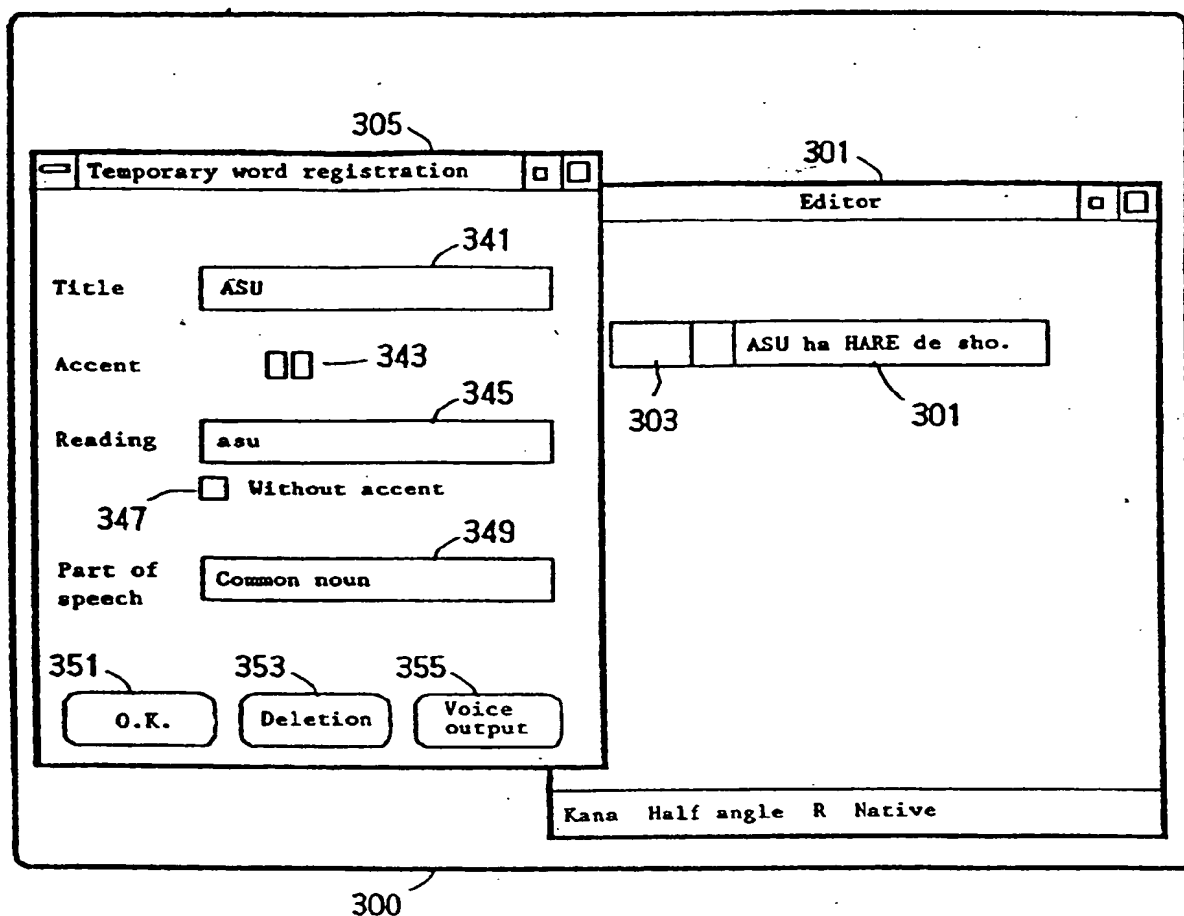 305
Temporary word registration
341
Title ASU
Accent 343
345
Reading asu
Without accent
347
349
Part of speech
Common noun
351 353 355
O.K. Deletion Voice output
301
Editor
ASU ha HARE de sho.
303 301
Kana Half angle R Native
300